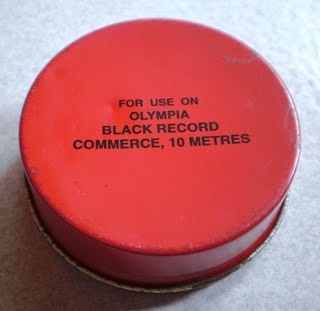 FOR USE ON
OLYMPIA
BLACK RECORD
COMMERCE, 10 METRES